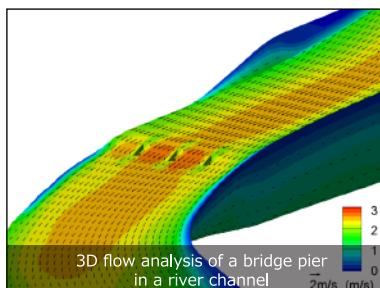 3
2
1
0
3D flow analysis of a bridge pier
in a river channel
2m/s (m/s)